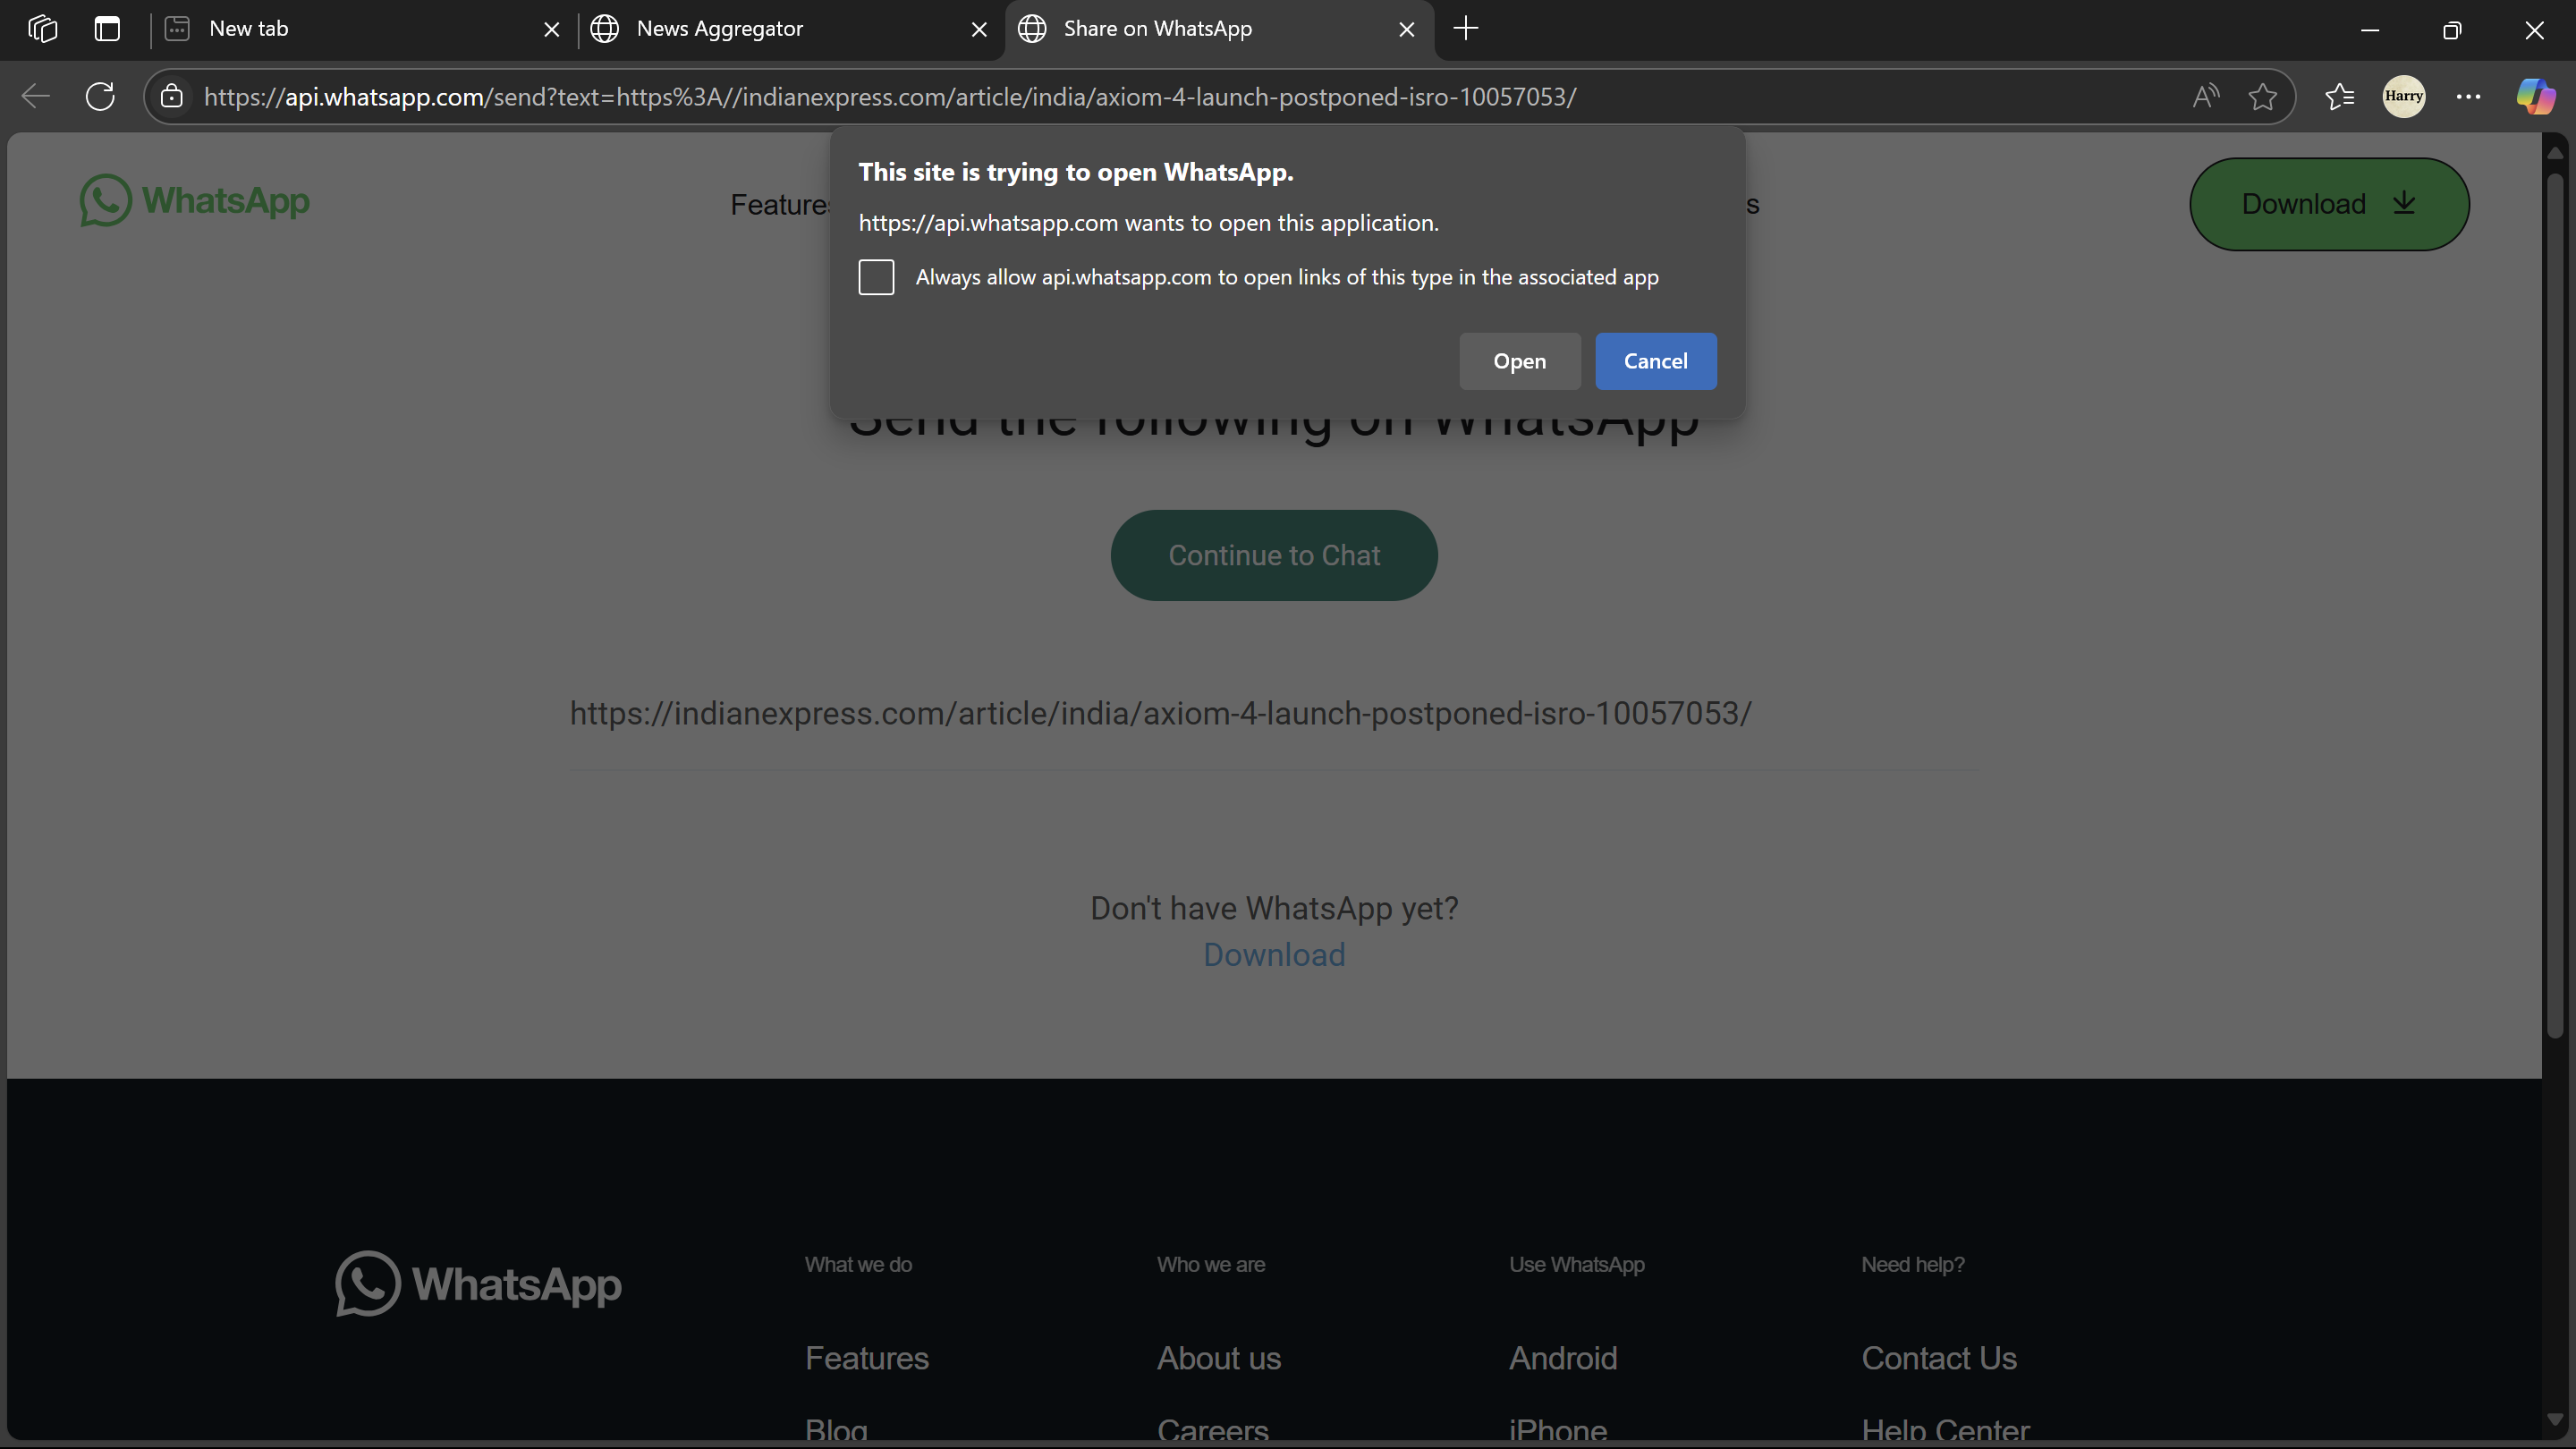 New tab
News Aggregator
Share on WhatsApp
https://api.whatsapp.com/send?text=https%3A//indianexpress.com/article/india/axiom-4-launch-postponed-isro-10057053/
Harry
WhatsApp
Download
This site is trying to open WhatsApp.
https://api.whatsapp.com wants to open this application.
Always allow api.whatsapp.com to open links of this type in the associated app
Open
Cancel
Send the following on WhatsApp
Continue to Chat
https://indianexpress.com/article/india/axiom-4-launch-postponed-isro-10057053/
Don't have WhatsApp yet?
Download
WhatsApp
What we do
Who we are
Use WhatsApp
Need help?
Features
About us
Android
Contact Us
Blog
Careers
iPhone
Help Center